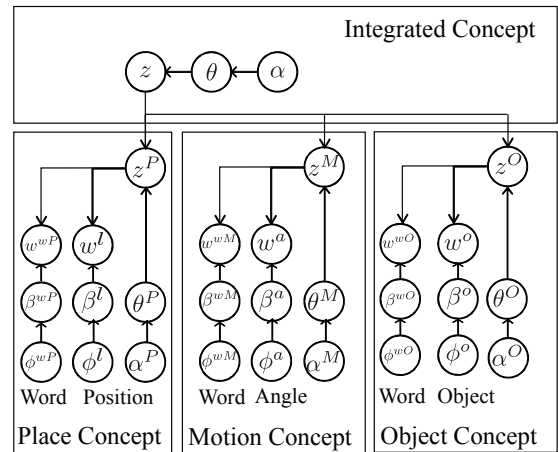 Integrated Concept
z θ α
z^P z^M z^O
w^{wP} w^l w^{wM} w^a w^{wO} w^o
β^{wP} β^l θ^P β^{wM} β^a θ^M β^{wO} β^o θ^O
ϕ^{wP} ϕ^l α^P ϕ^{wM} ϕ^a α^M ϕ^{wO} ϕ^o α^O
Word Position Word Angle Word Object
Place Concept Motion Concept Object Concept